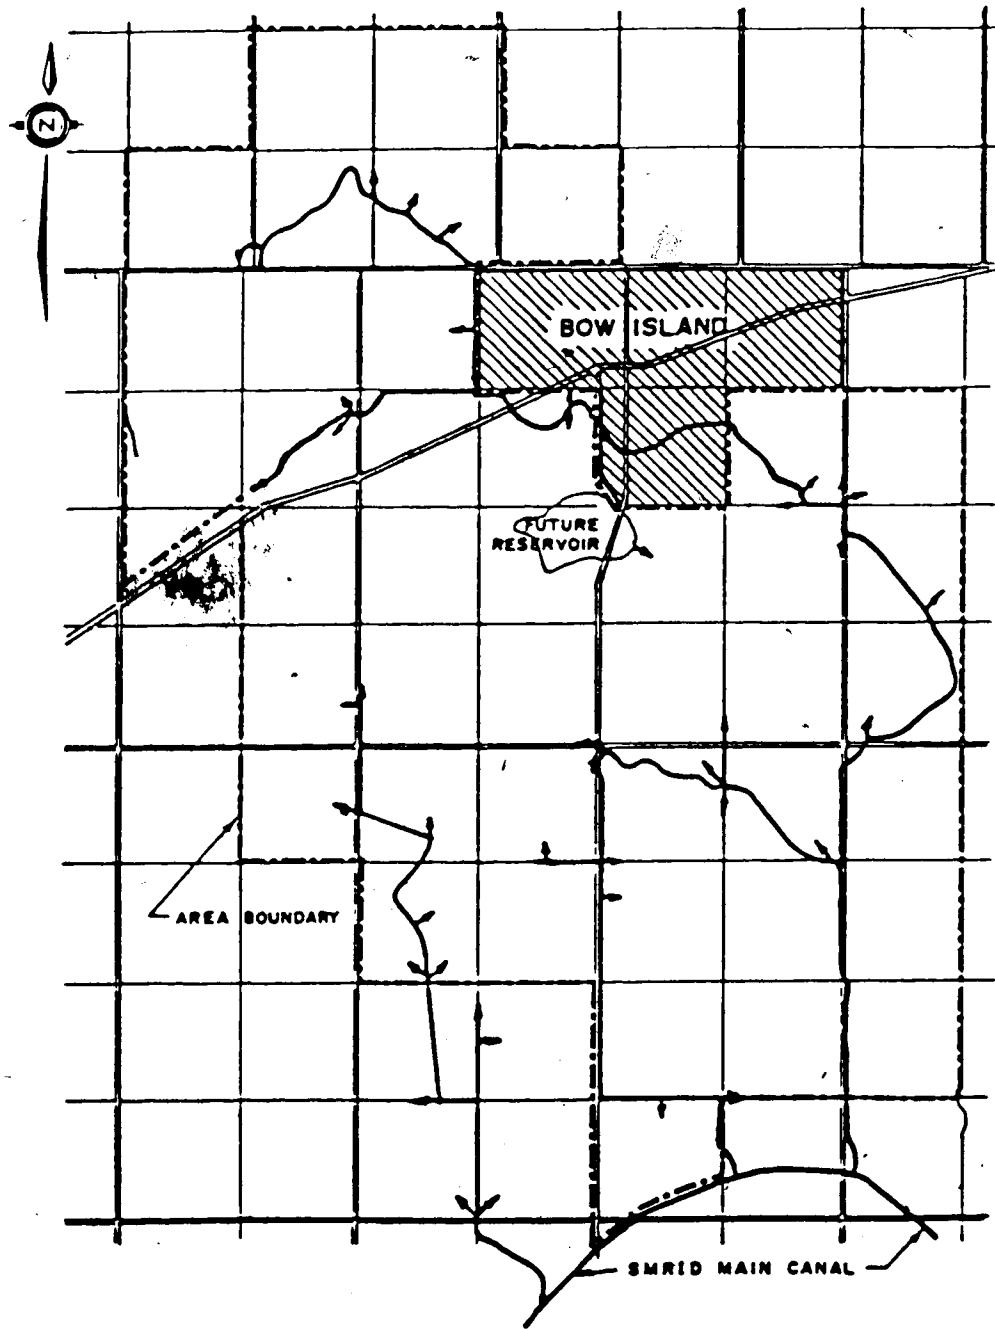 Z
BOW ISLAND
FUTURE
RESERVOIR
AREA BOUNDARY
SMRID MAIN CANAL